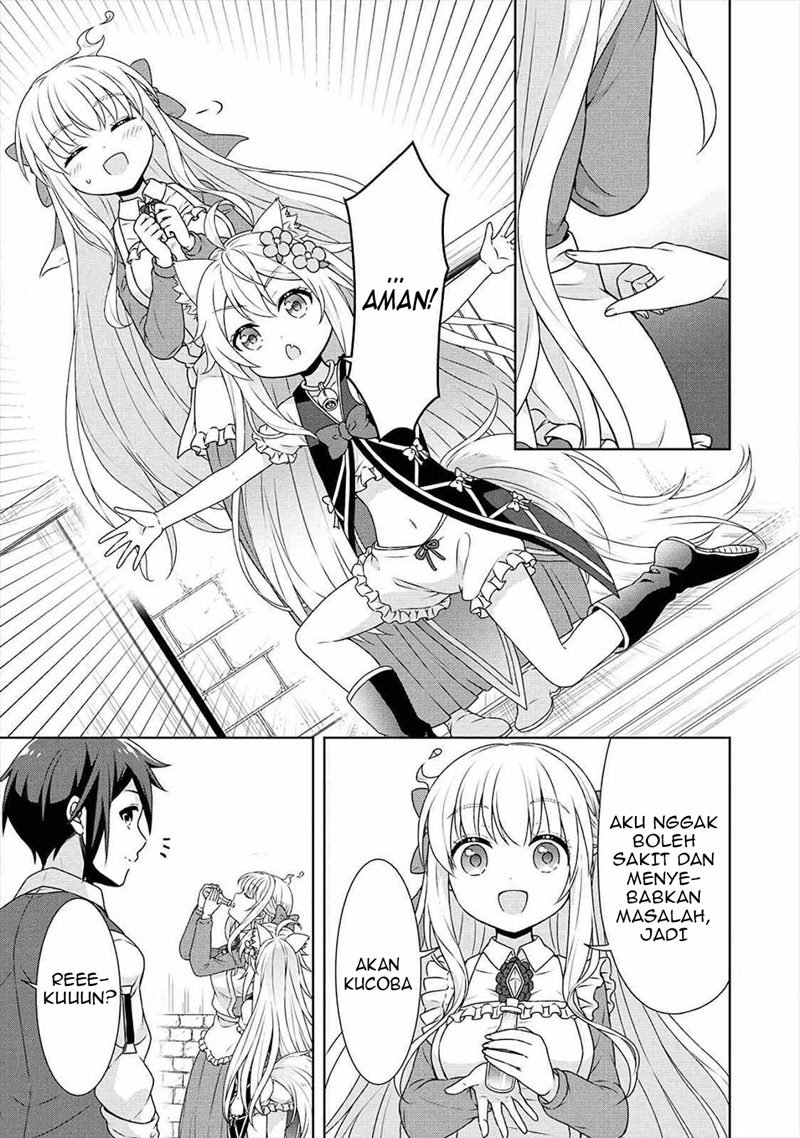 ...
AMAN!
AKU NGGAK
BOLEH
SAKIT DAN
MENYE-
BABKAN
MASALAH,
JADI
AKAN
KUCOBA
REEE-
KUUUN?